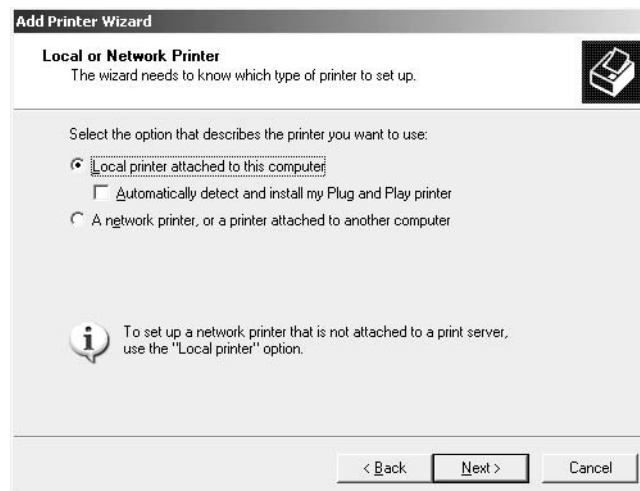 Add Printer Wizard
Local or Network Printer
The wizard needs to know which type of printer to set up.
Select the option that describes the printer you want to use:
Local printer attached to this computer
Automatically detect and install my Plug and Play printer
A network printer, or a printer attached to another computer
To set up a network printer that is not attached to a print server,
use the "Local printer" option.
< Back Next > Cancel